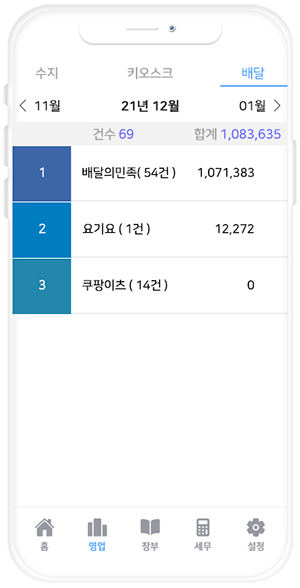 수지 키오스크 배달
11월 21년 12월 01월
건수 69 합계 1,083,635
1 배달의민족( 54건 ) 1,071,383
2 요기요 ( 1건 ) 12,272
3 쿠팡이츠 ( 14건 ) 0
홈 영업 장부 세무 설정